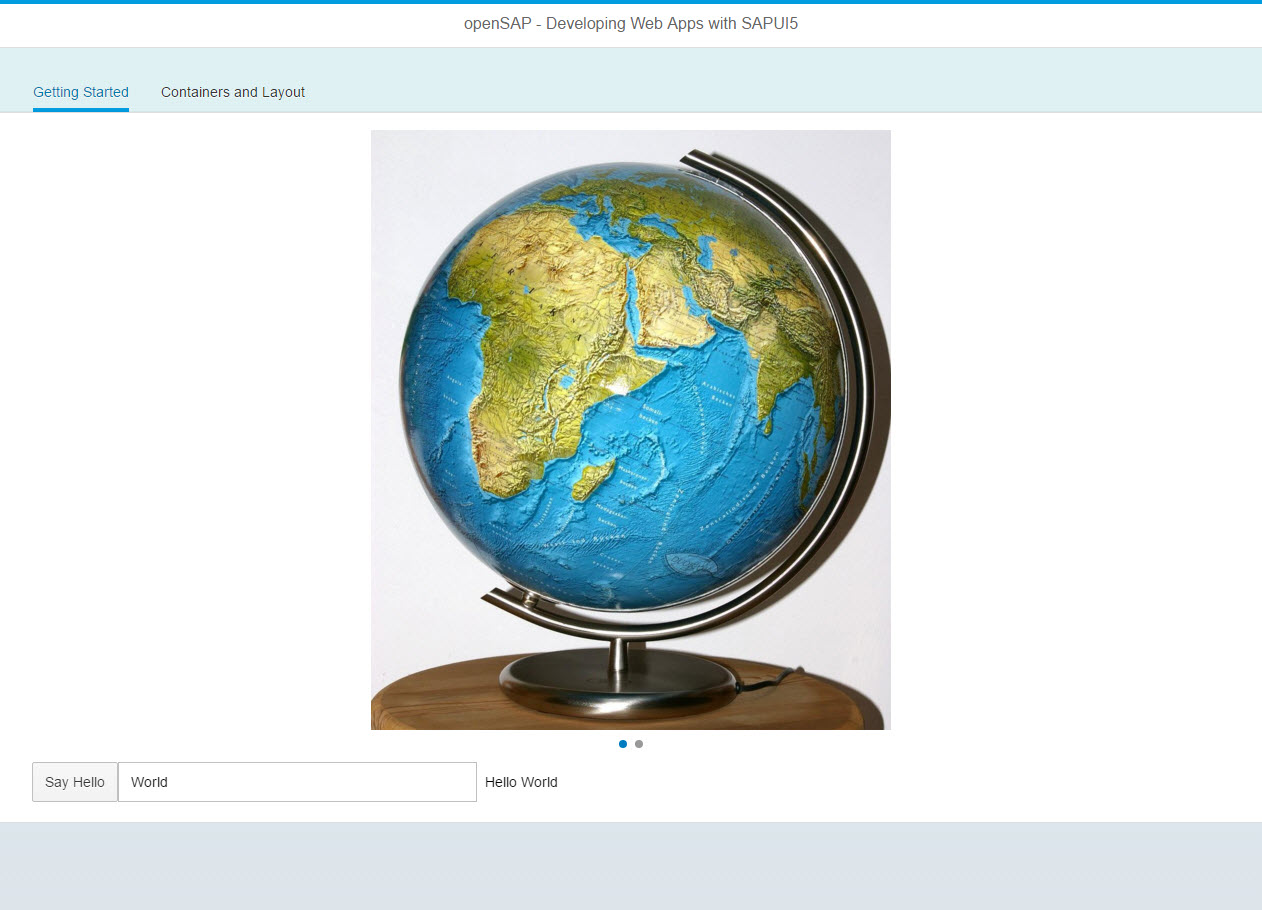 openSAP - Developing Web Apps with SAPUI5
Getting Started
Containers and Layout
Say Hello
World
Hello World